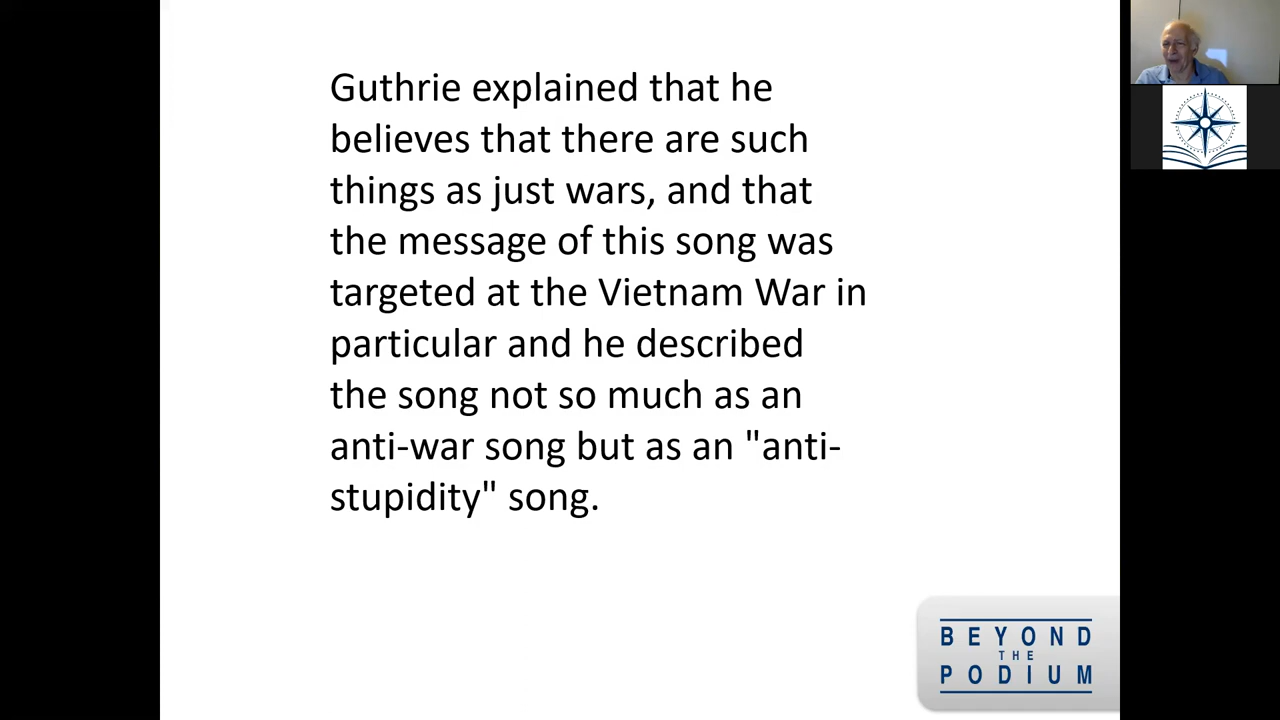 Guthrie explained that he
believes that there are such
things as just wars, and that
the message of this song was
targeted at the Vietnam War in
particular and he described
the song not so much as an
anti-war song but as an "anti-
stupidity" song.
BEYOND
THE
PODIUM